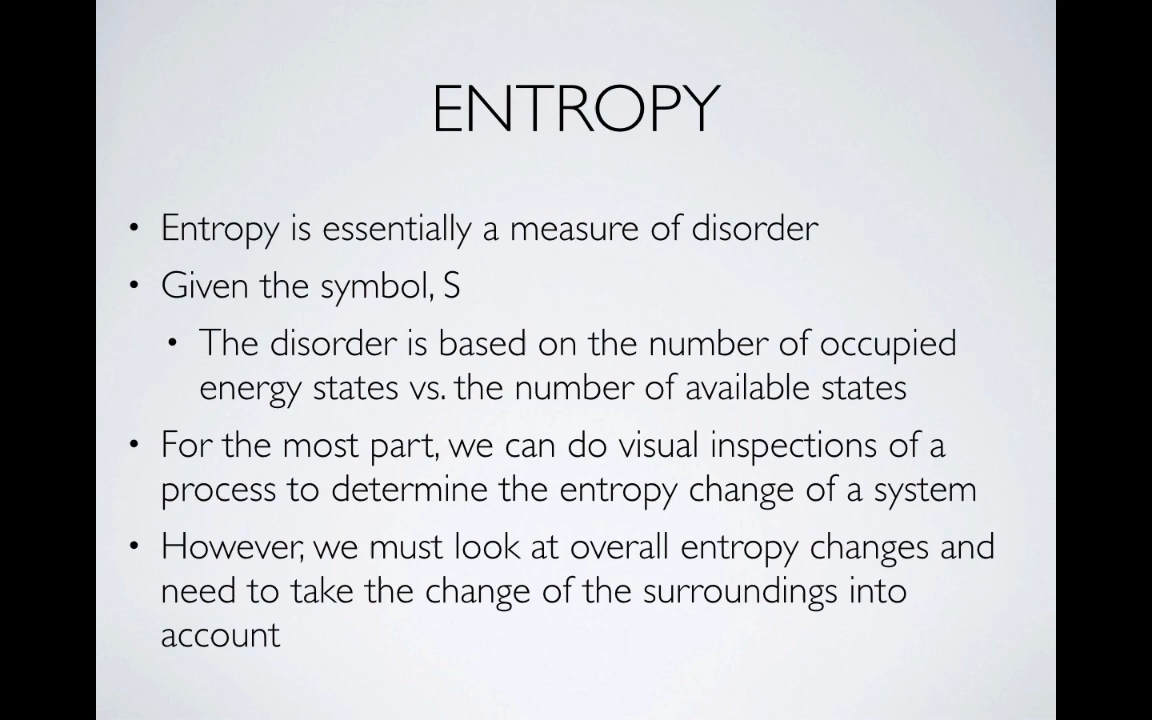 ENTROPY
• Entropy is essentially a measure of disorder
• Given the symbol, S
• The disorder is based on the number of occupied
energy states vs. the number of available states
• For the most part, we can do visual inspections of a
process to determine the entropy change of a system
• However, we must look at overall entropy changes and
need to take the change of the surroundings into
account